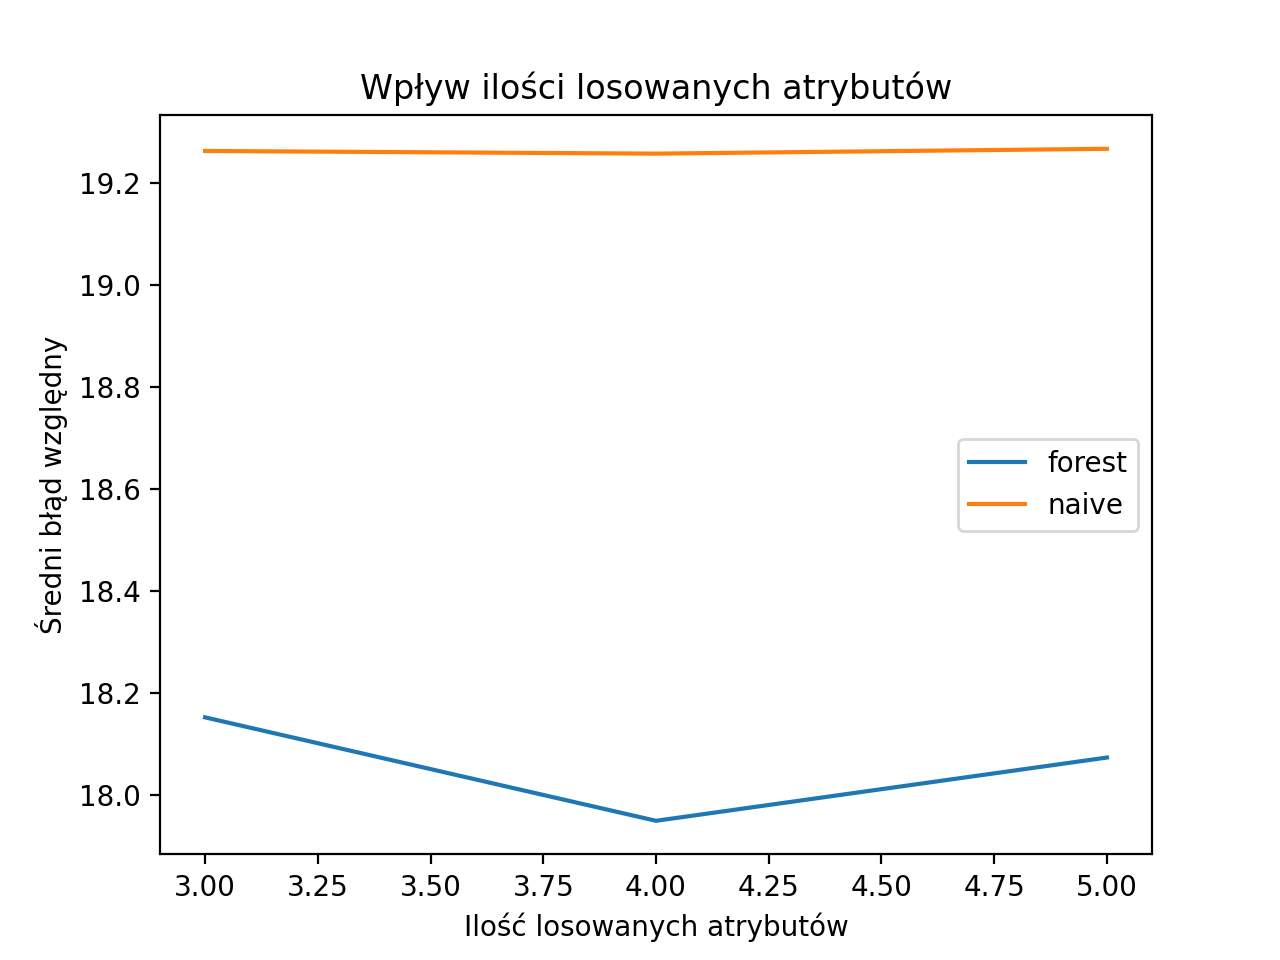 Wpływ ilości losowanych atrybutów
Średni błąd względny
19.2
19.0
18.8
18.6
18.4
18.2
18.0
forest
naive
3.00 3.25 3.50 3.75 4.00 4.25 4.50 4.75 5.00
Ilość losowanych atrybutów